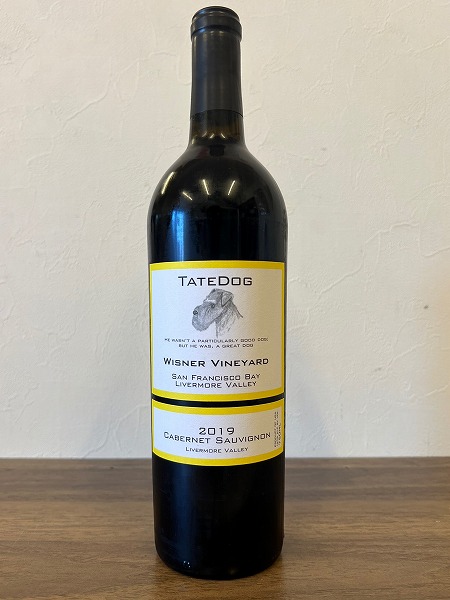 TATEDOG
HE WASN'T A PARTICULARLY GOOD DOG;
BUT HE WAS, A GREAT DOG
WISNER VINEYARD
SAN FRANCISCO BAY
LIVERMORE VALLEY
2019
CABERNET SAUVIGNON
LIVERMORE VALLEY